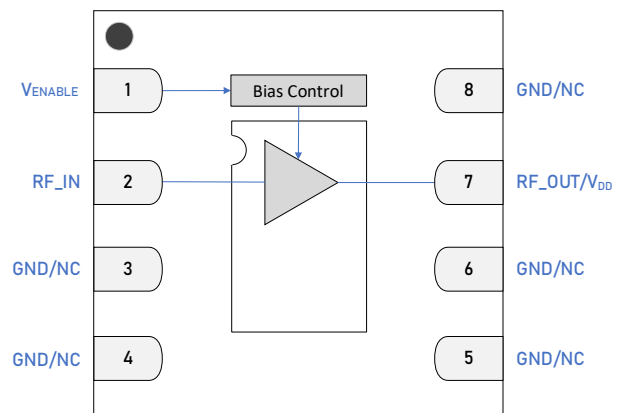 VENABLE 1 Bias Control 8 GND/NC
RF_IN 2 7 RF_OUT/VDD
GND/NC 3 6 GND/NC
GND/NC 4 5 GND/NC